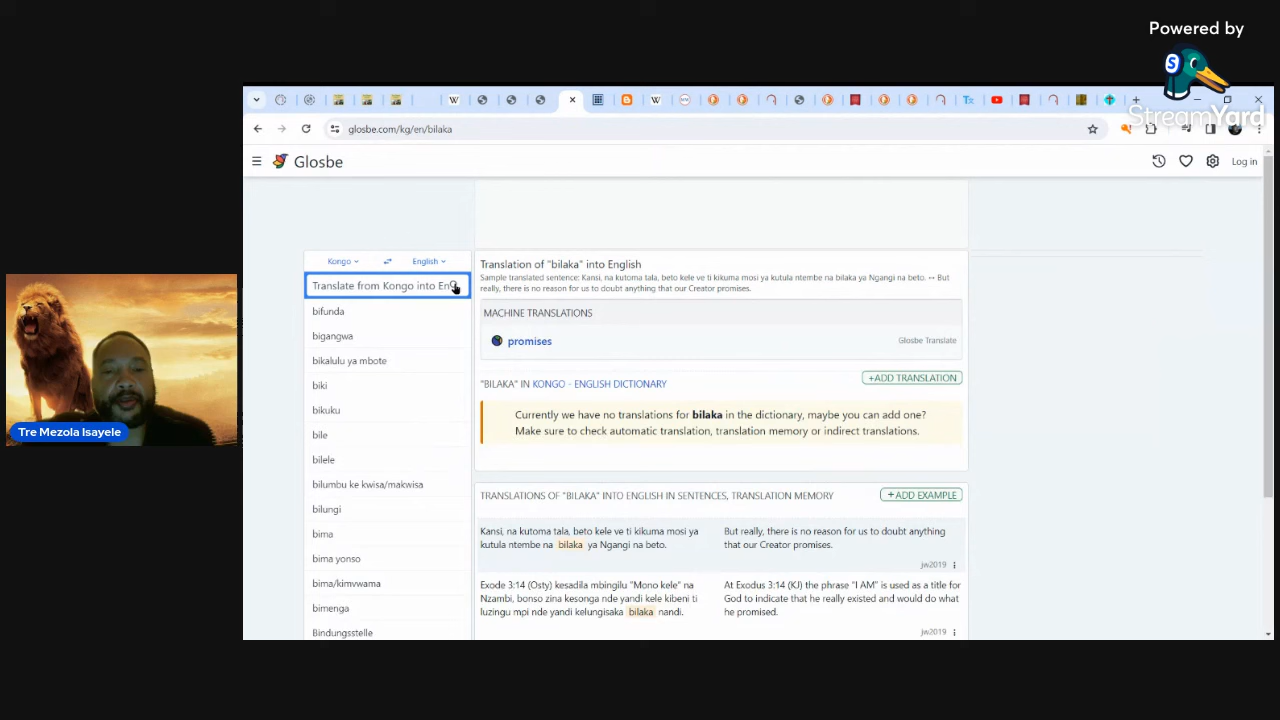 Powered by
S
StreamYard
W
W
glosbe.com/kg/en/bilaka
Glosbe
Log in
Kongo
English
Translate from Kongo into En
bifunda
bigangwa
bikalulu ya mbote
biki
bikuku
bile
bilele
bilumbu ke kwisa/makwisa
bilungi
bima
bima yonso
bima/kimvwama
bimenga
Bindungsstelle
Translation of "bilaka" into English
Sample translated sentence: Kansi, na kutoma tala, beto kele ve ti kikuma mosi ya kutula ntembe na bilaka ya Ngangi na beto. ↔ But
really, there is no reason for us to doubt anything that our Creator promises.
MACHINE TRANSLATIONS
promises
Glosbe Translate
"BILAKA" IN KONGO - ENGLISH DICTIONARY
+ADD TRANSLATION
Currently we have no translations for bilaka in the dictionary, maybe you can add one?
Make sure to check automatic translation, translation memory or indirect translations.
TRANSLATIONS OF "BILAKA" INTO ENGLISH IN SENTENCES, TRANSLATION MEMORY
+ADD EXAMPLE
Kansi, na kutoma tala, beto kele ve ti kikuma mosi ya
kutula ntembe na bilaka ya Ngangi na beto.
But really, there is no reason for us to doubt anything
that our Creator promises.
jw2019
Exode 3:14 (Osty) kesadila mbingilu "Mono kele" na
Nzambi, bonso zina kesonga nde yandi kele kibeni ti
luzingu mpi nde yandi kelungisaka bilaka nandi.
At Exodus 3:14 (KJ) the phrase "I AM" is used as a title for
God to indicate that he really existed and would do what
he promised.
jw2019
Tre Mezola Isayele